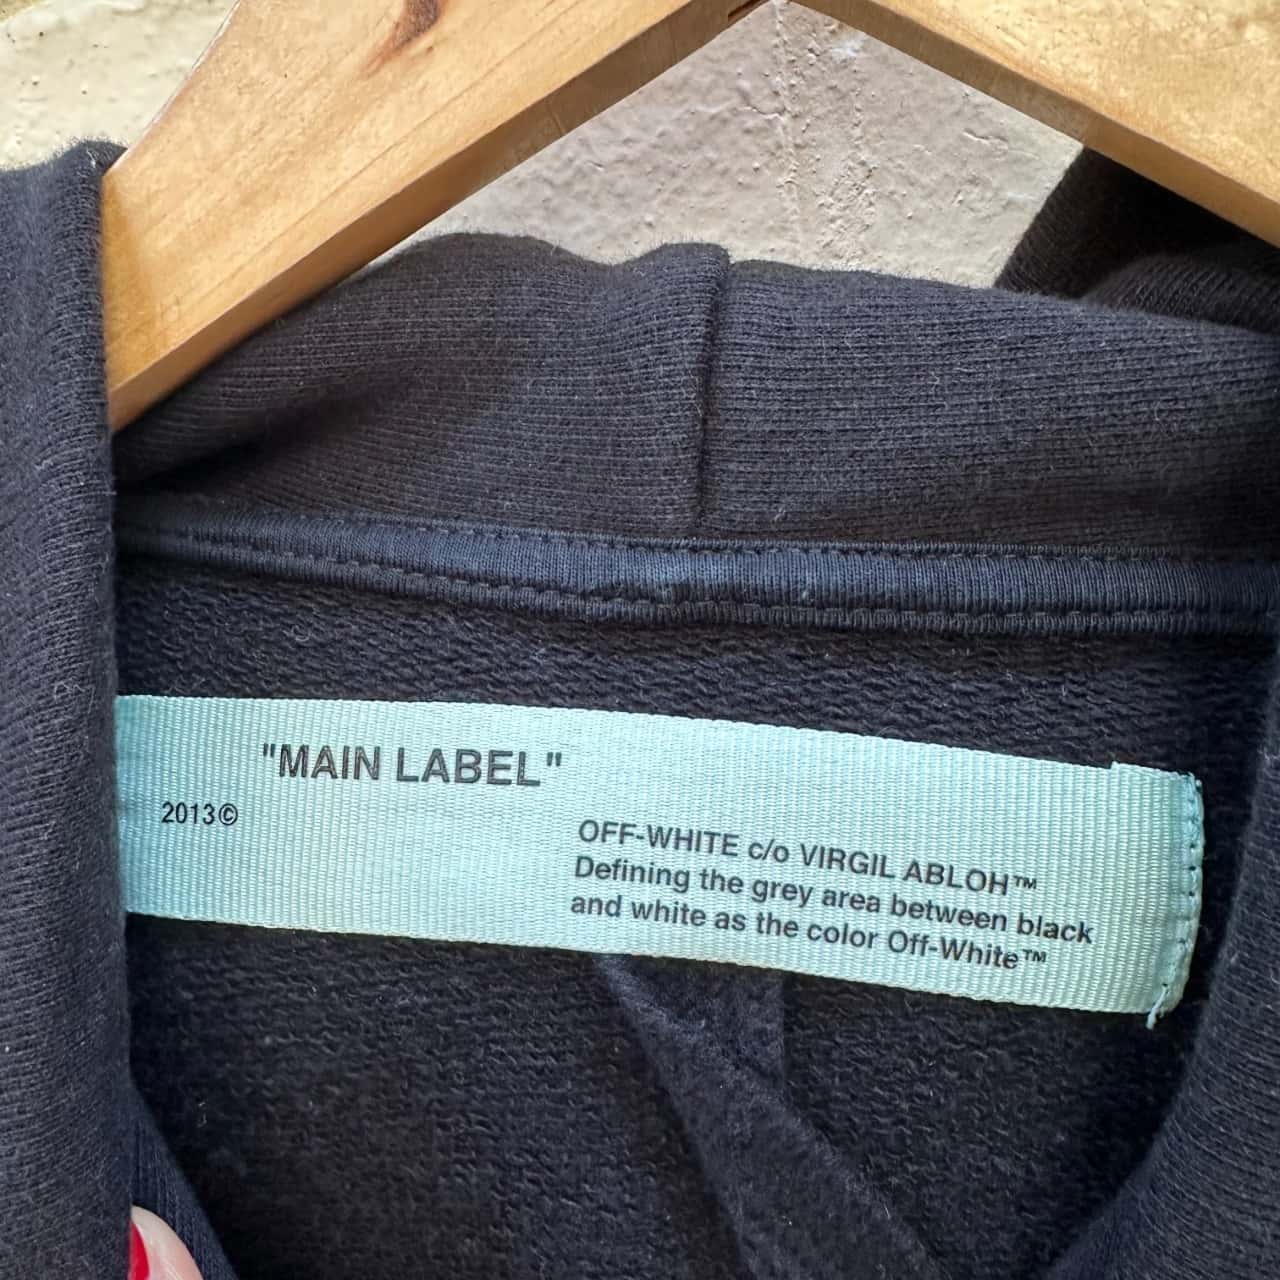 "MAIN LABEL"
2013©
OFF-WHITE c/o VIRGIL ABLOH™
Defining the grey area between black
and white as the color Off-White™